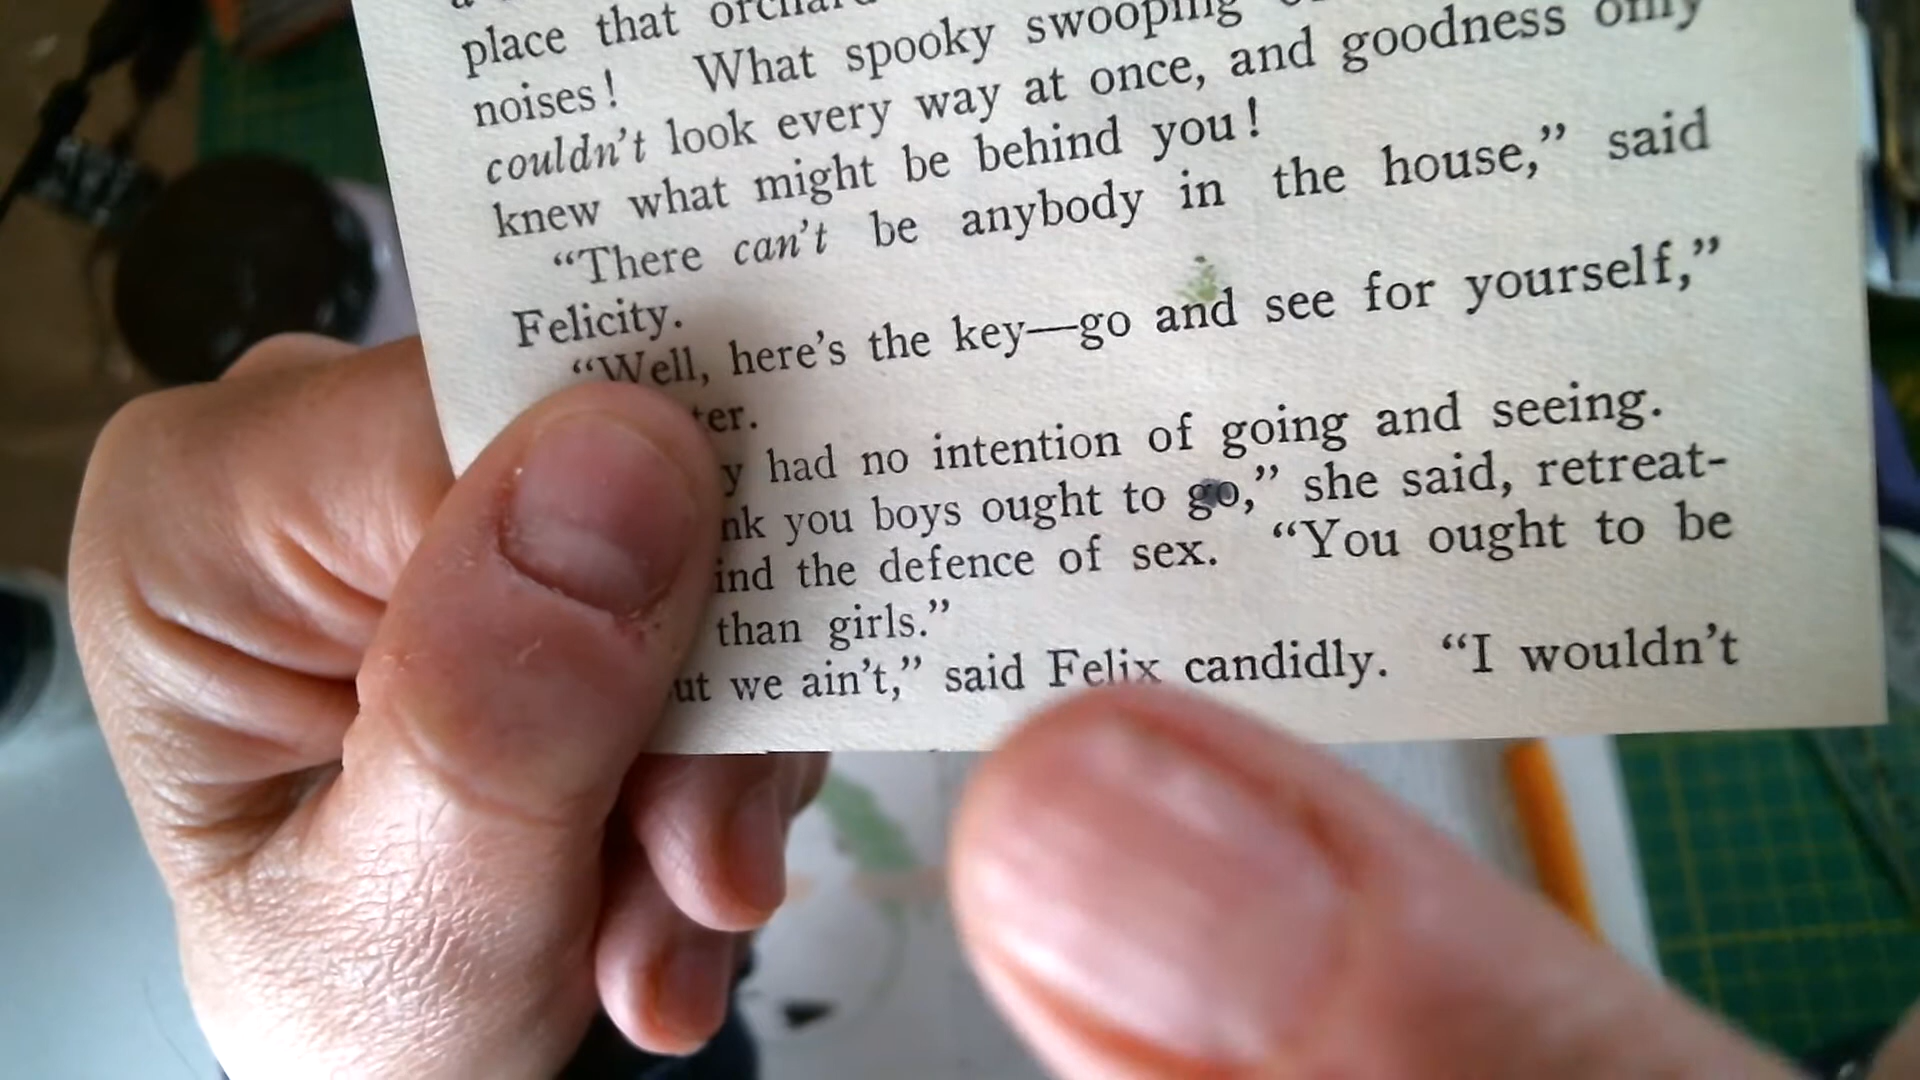 place that
noises! What spooky swooping
couldn't look every way at once, and goodness only
knew what might be behind you!
“There can't be anybody in the house,” said
Felicity.
“Well, here's the key—go and see for yourself,”
had no intention of going and seeing.
you boys ought to go,” she said, retreat-
the defence of sex. “You ought to be
than girls.”
we ain't,” said Felix candidly. “I wouldn't